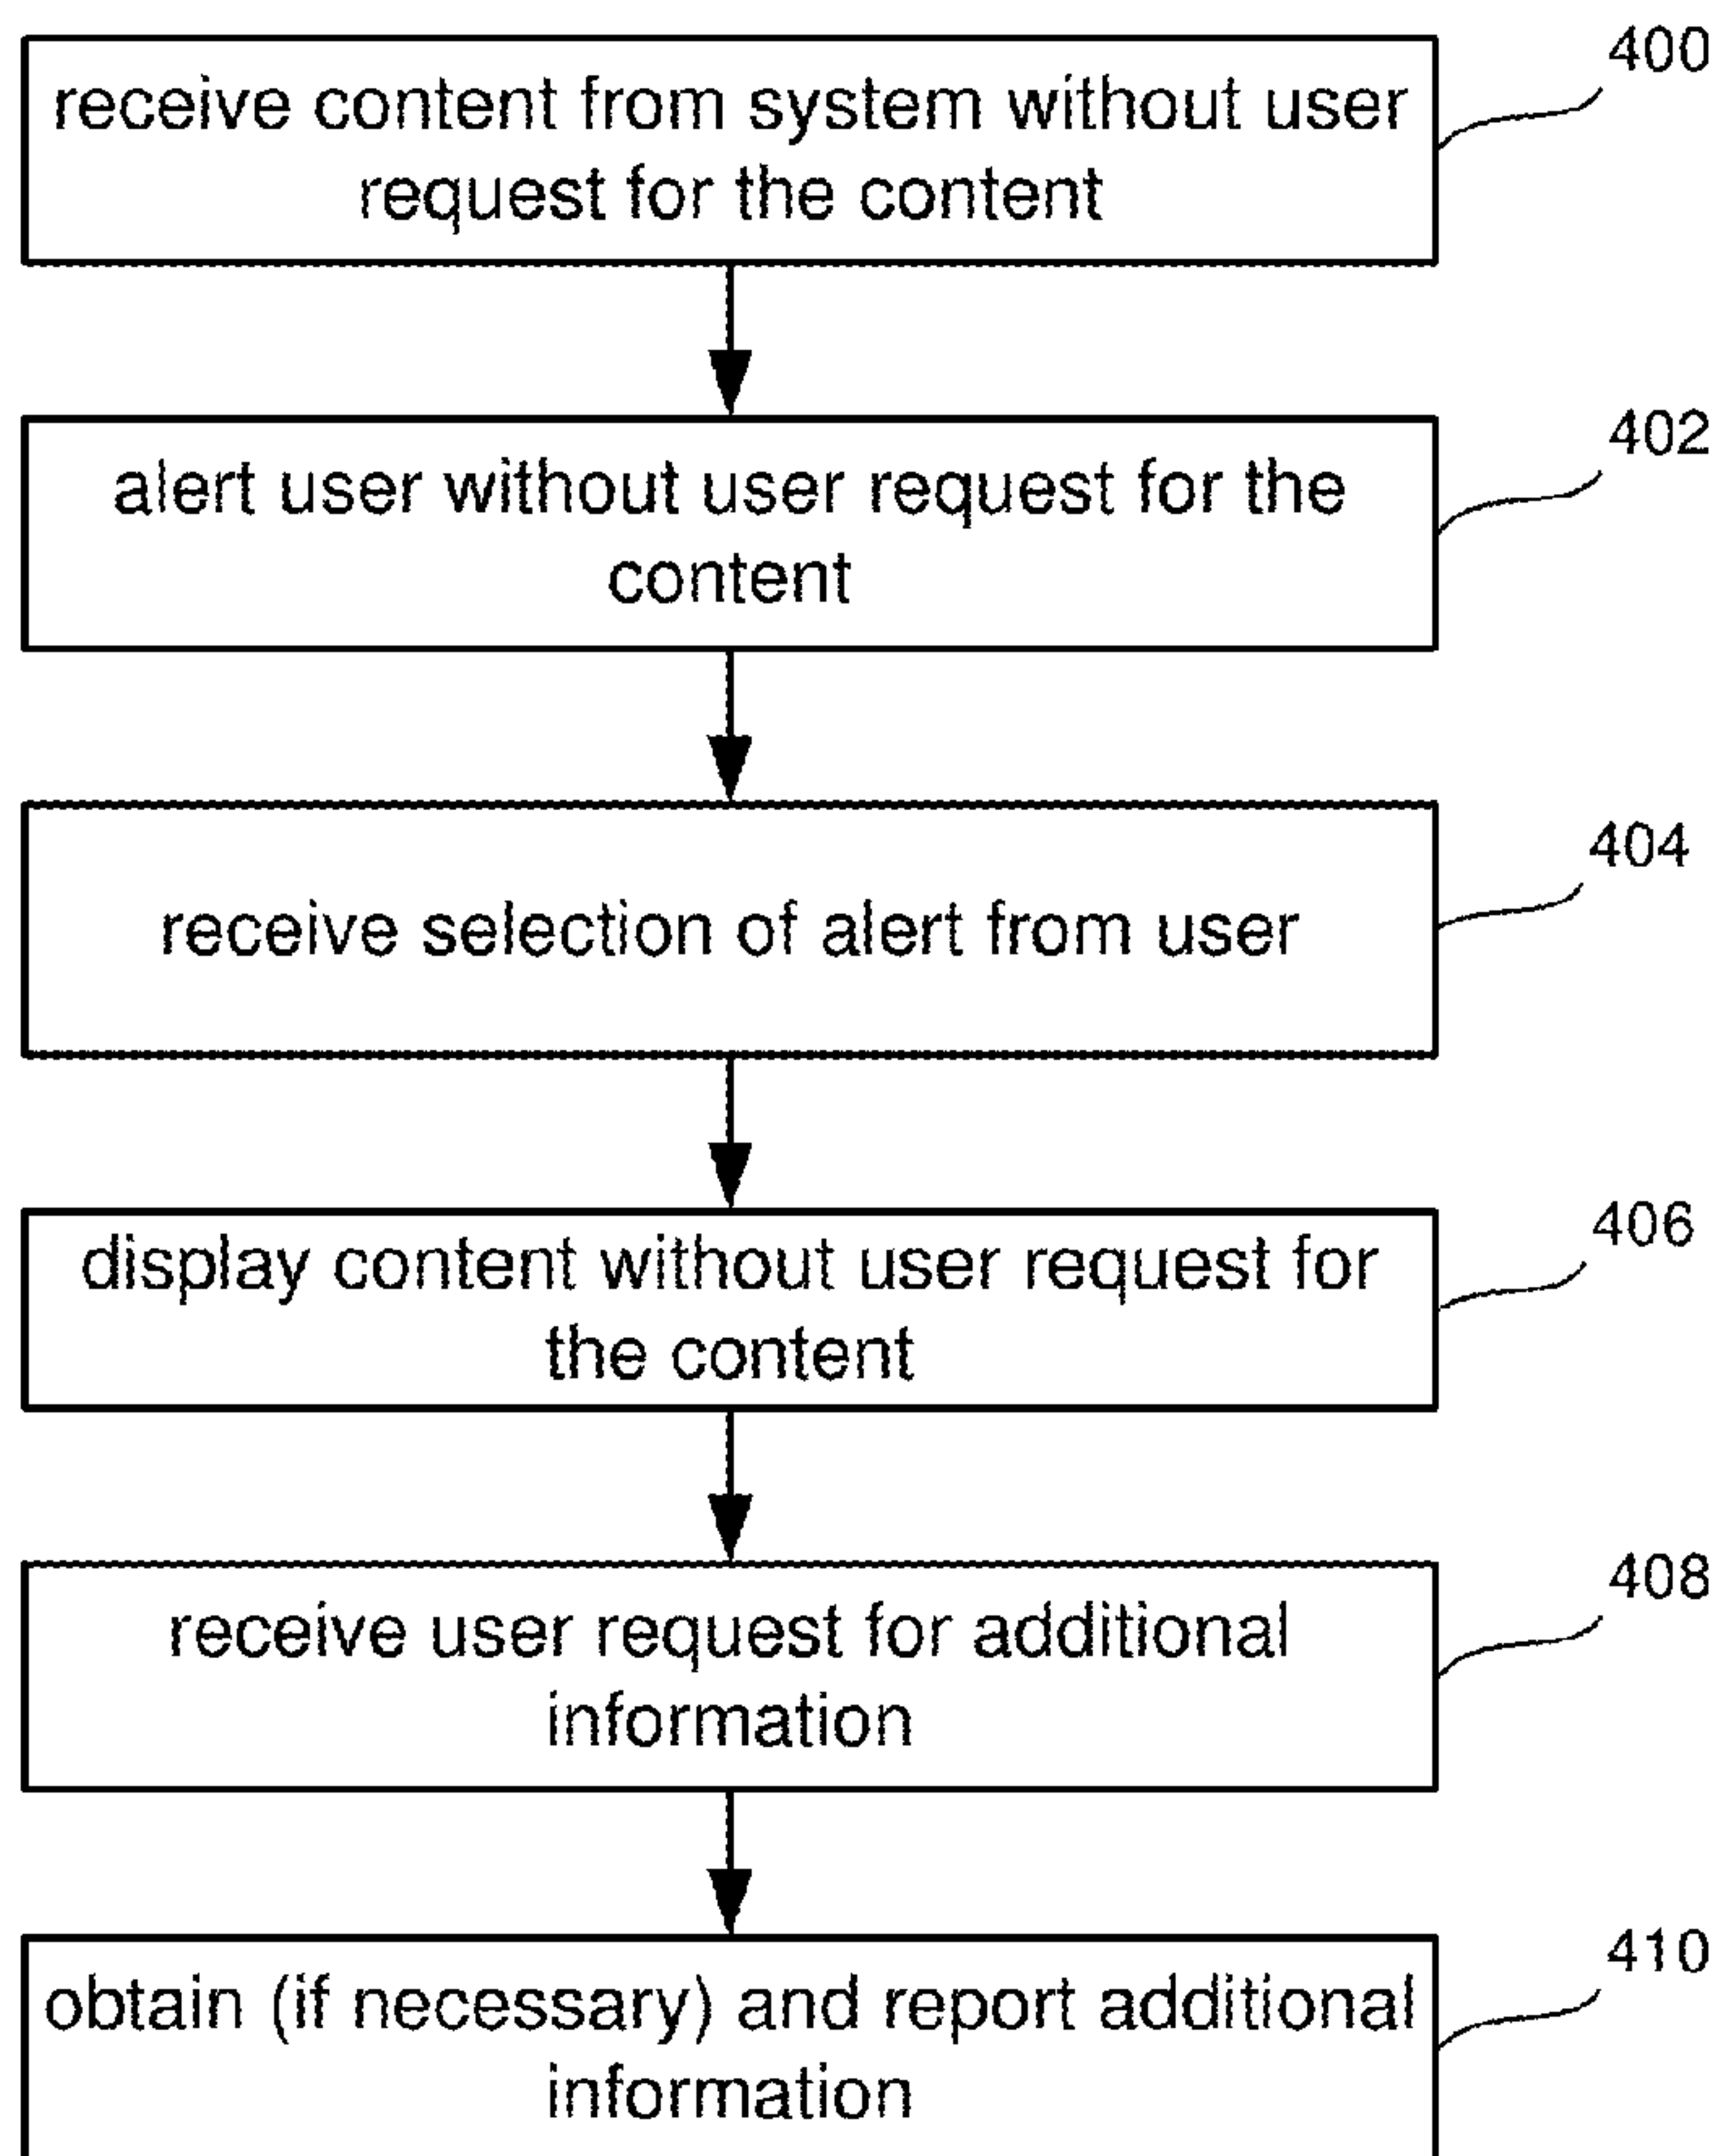 400
receive content from system without user
request for the content
402
alert user without user request for the
content
404
receive selection of alert from user
406
display content without user request for
the content
408
receive user request for additional
information
410
obtain (if necessary) and report additional
information